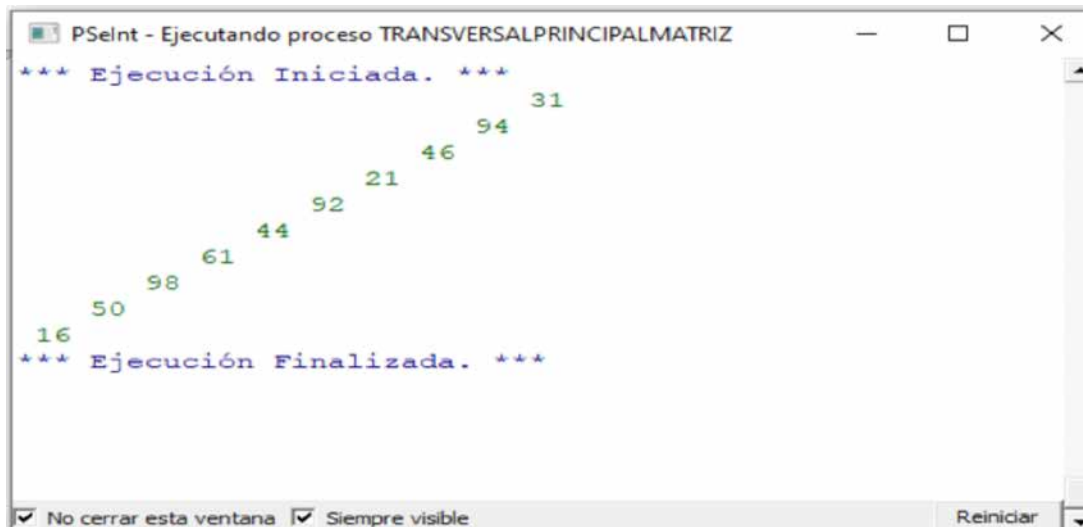 PSeInt - Ejecutando proceso TRANSVERSALPRINCIPALMATRIZ
*** Ejecución Iniciada. ***
31
94
46
21
92
44
61
98
50
16
*** Ejecución Finalizada. ***
No cerrar esta ventana Siempre visible Reiniciar